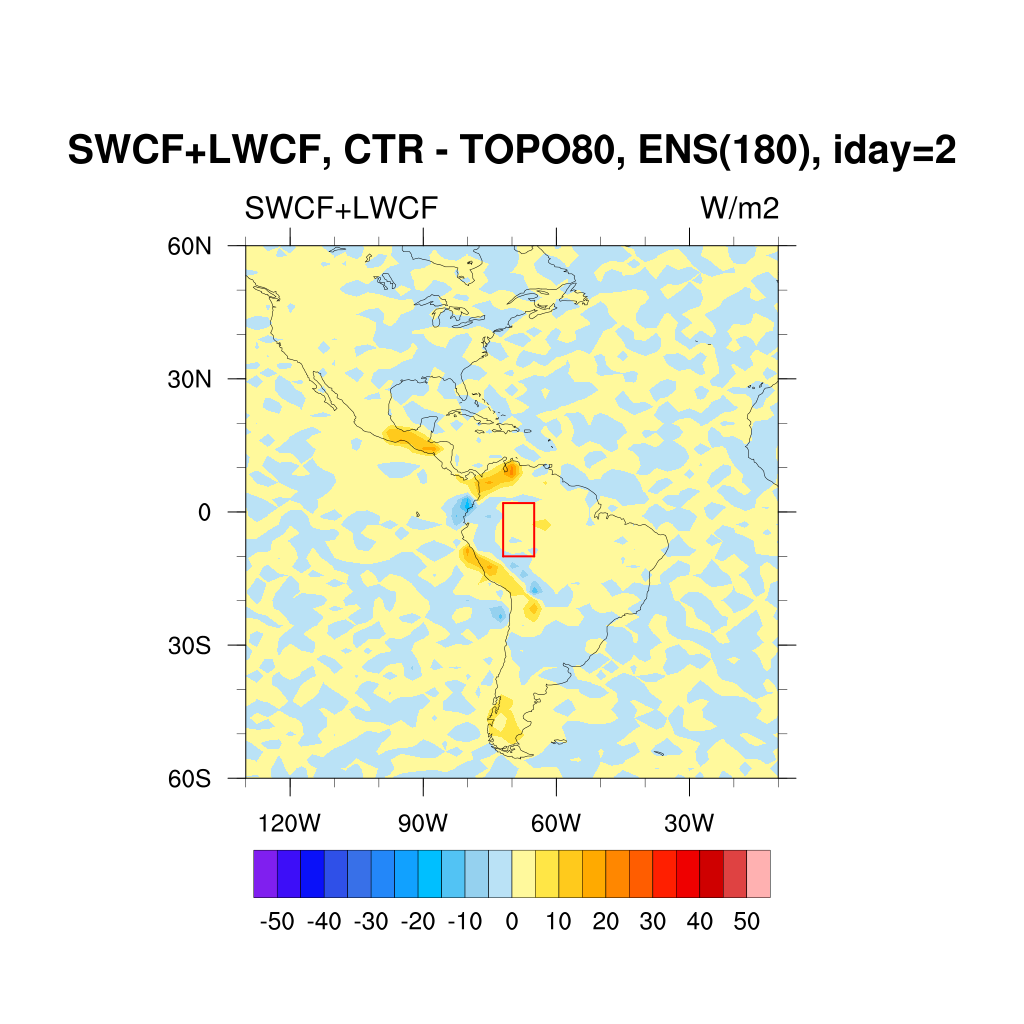 SWCF+LWCF, CTR - TOPO80, ENS(180), iday=2
SWCF+LWCF W/m2
60N
30N
0
30S
60S
120W 90W 60W 30W
-50 -40 -30 -20 -10 0 10 20 30 40 50